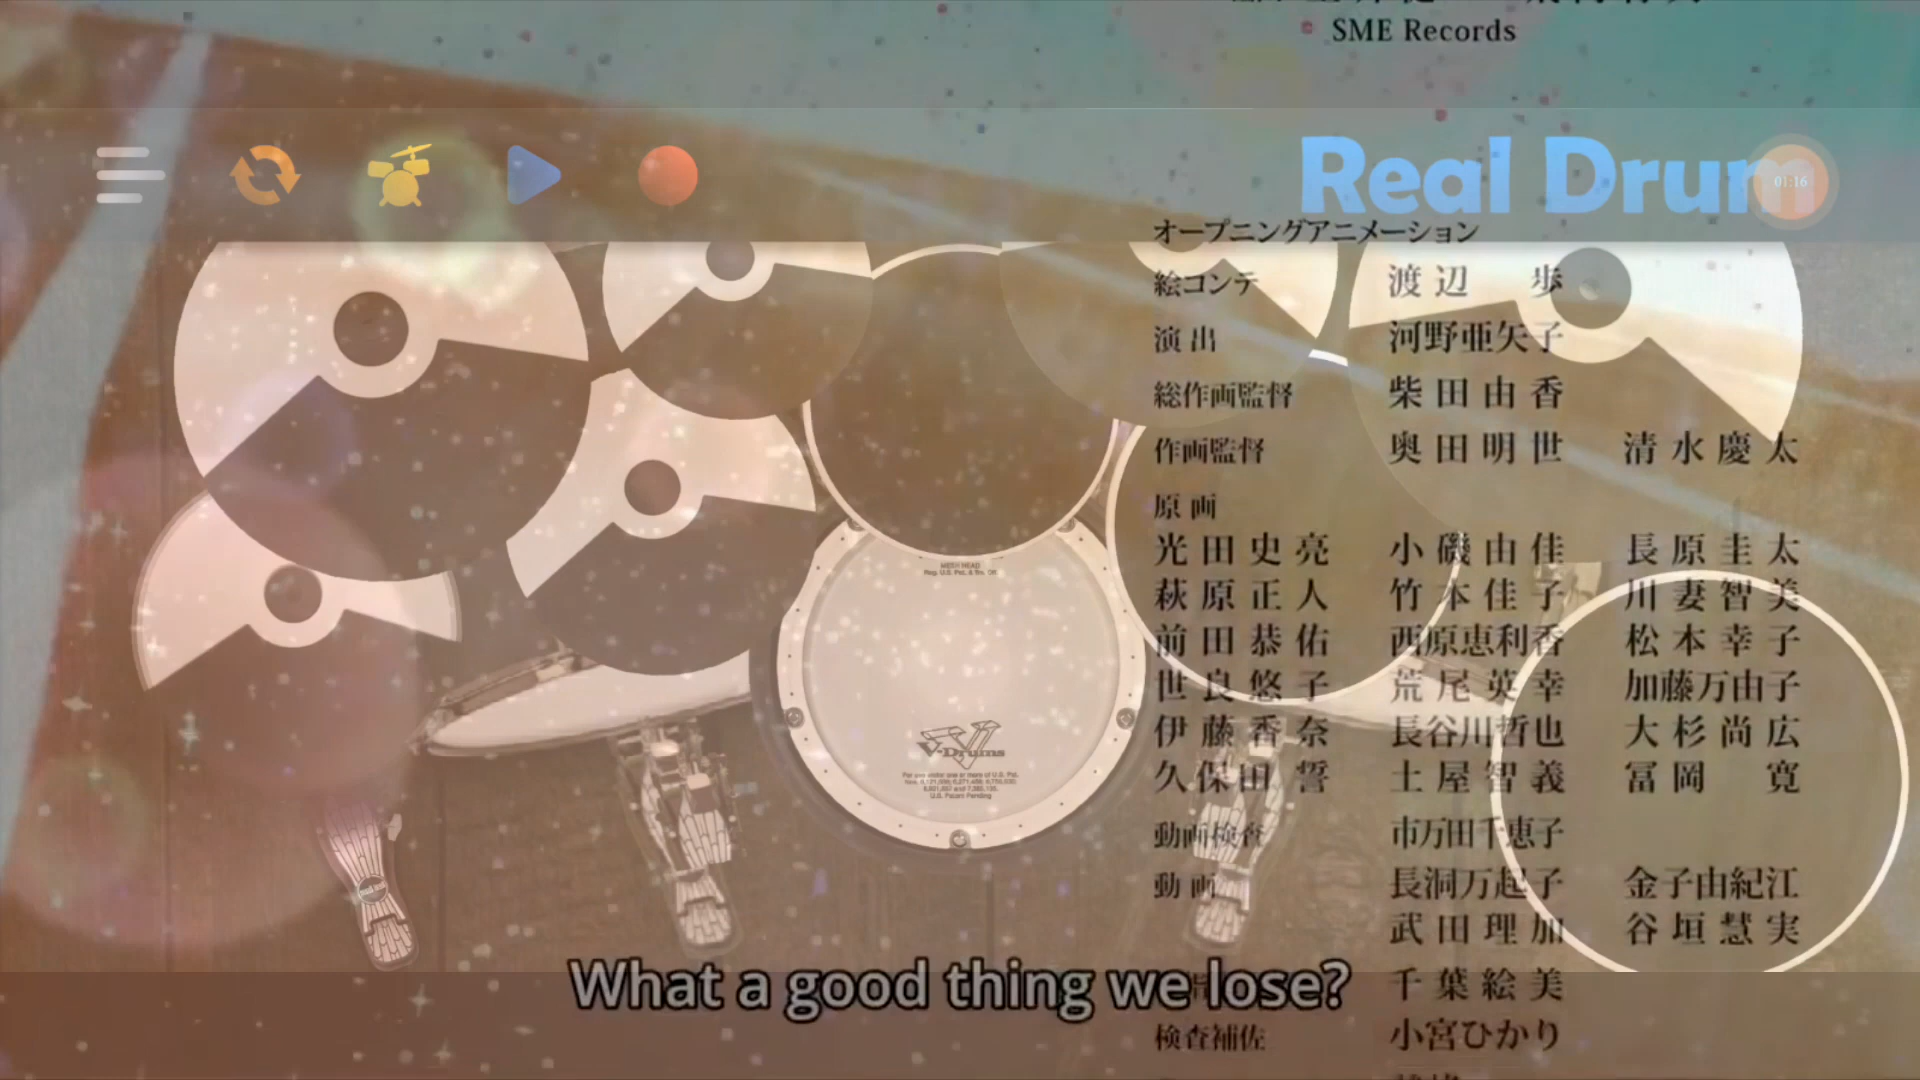 SME Records
Real Drum
01:16
オープニングアニメーション
絵コンテ 渡辺 歩
演出 河野亜矢子
総作画監督 柴田由香
作画監督 奥田明世 清水慶太
原画
光田史亮 小磯由佳 長原圭太
萩原正人 竹本佳子 川妻智美
前田恭佑 西原恵利香 松本幸子
世良悠子 荒尾英幸 加藤万由子
伊藤香奈 長谷川哲也 大杉尚広
久保田誓 土屋智義 冨岡 寛
動画検査 市万田千恵子
動画 長洞万起子 金子由紀江
武田理加 谷垣慧実
千葉絵美
検査補佐 小宮ひかり
MESH HEAD
V-Drums
U.S. Patent Pending
What a good thing we lose?